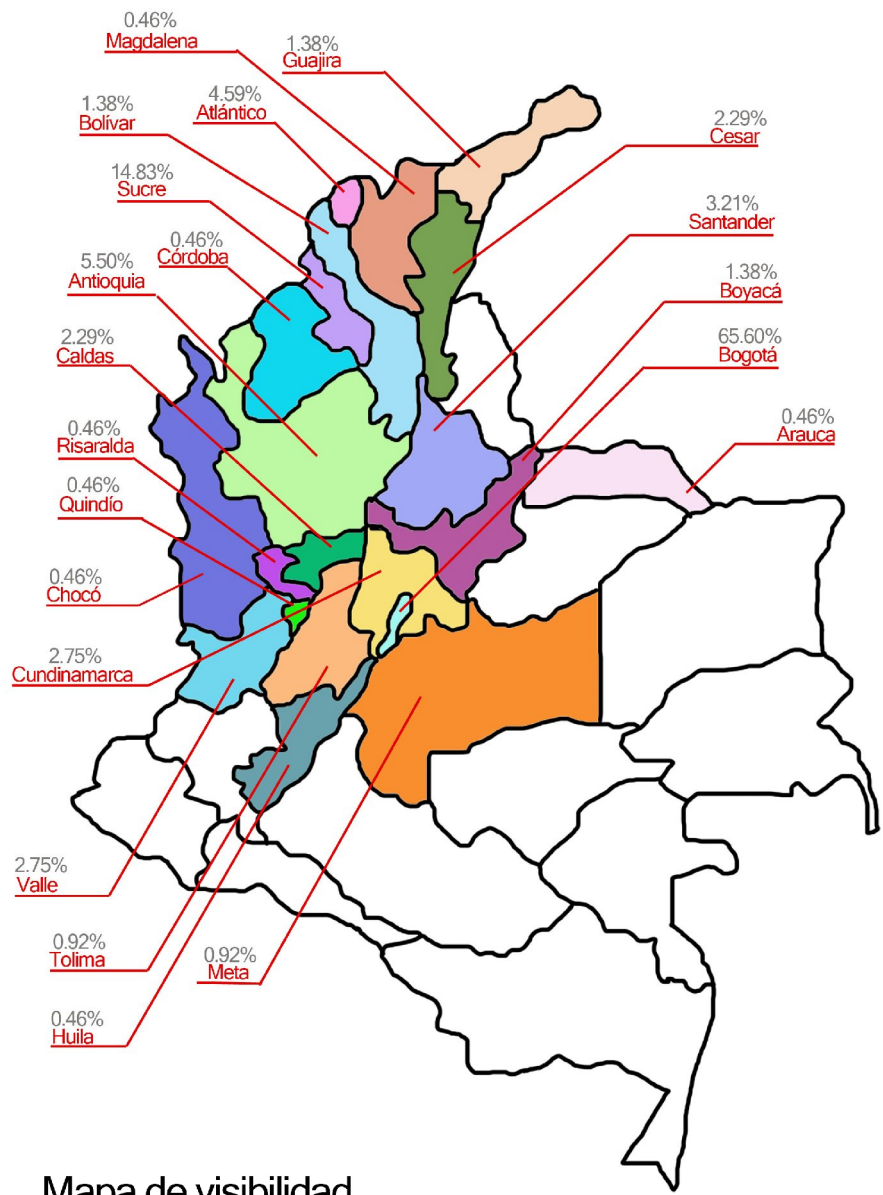 0.46%
Magdalena
1.38%
Guajira
4.59%
Atlántico
1.38%
Bolívar
2.29%
Cesar
14.83%
Sucre
3.21%
Santander
0.46%
Córdoba
5.50%
Antioquia
1.38%
Boyacá
2.29%
Caldas
65.60%
Bogotá
0.46%
Risaralda
0.46%
Arauca
0.46%
Quindío
0.46%
Chocó
2.75%
Cundinamarca
2.75%
Valle
0.92%
Tolima
0.92%
Meta
0.46%
Huila
Mapa de visibilidad